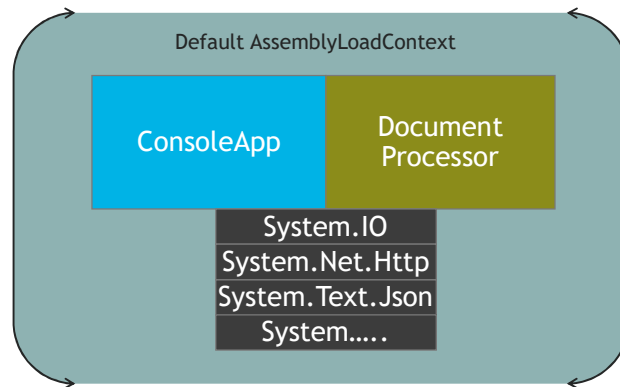 Default AssemblyLoadContext
ConsoleApp
Document
Processor
System.IO
System.Net.Http
System.Text.Json
System…..